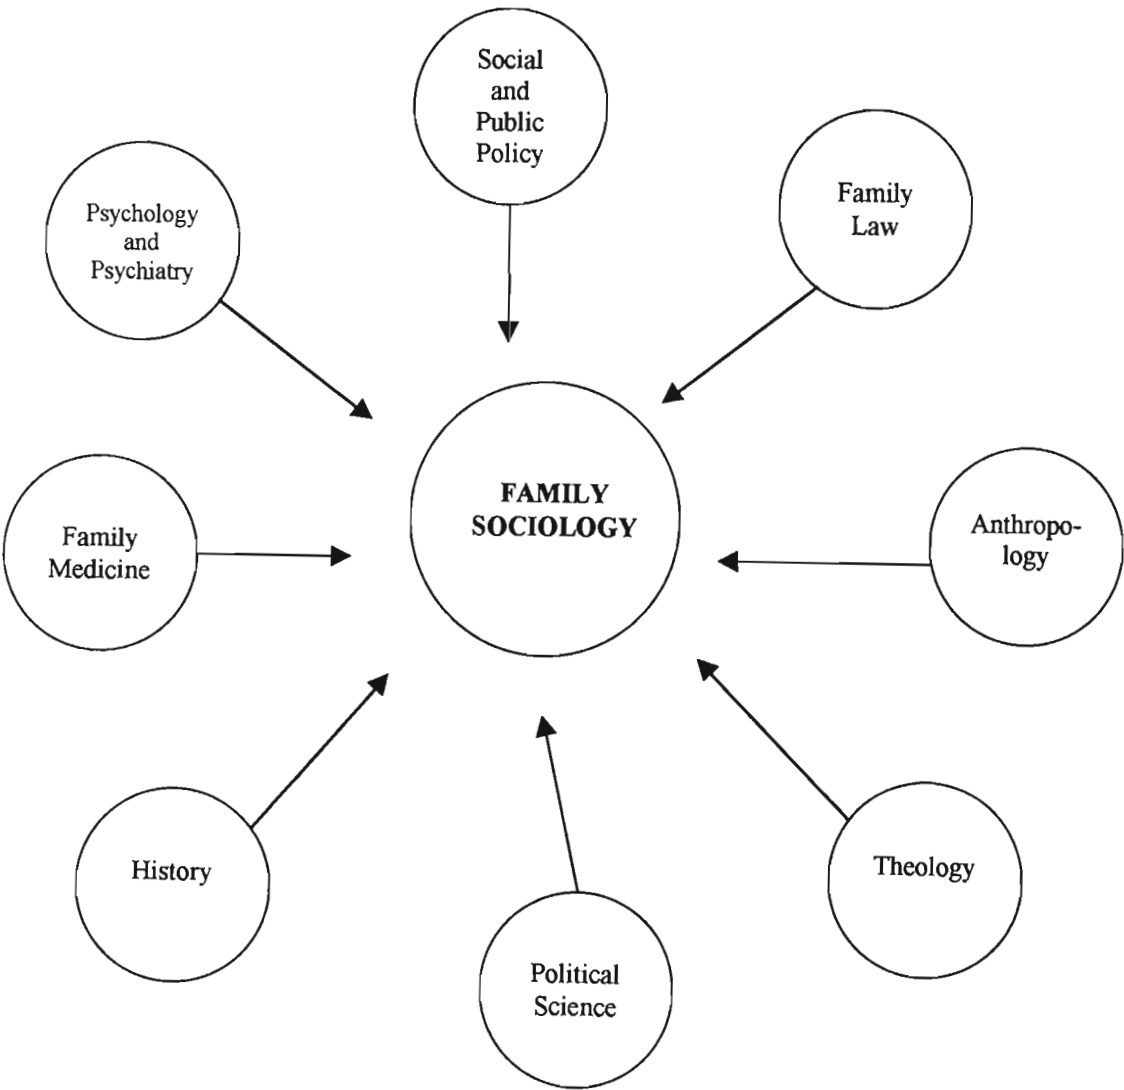 Social
and
Public
Policy
Family
Law
Psychology
and
Psychiatry
FAMILY
SOCIOLOGY
Anthropo-
logy
Family
Medicine
History
Theology
Political
Science